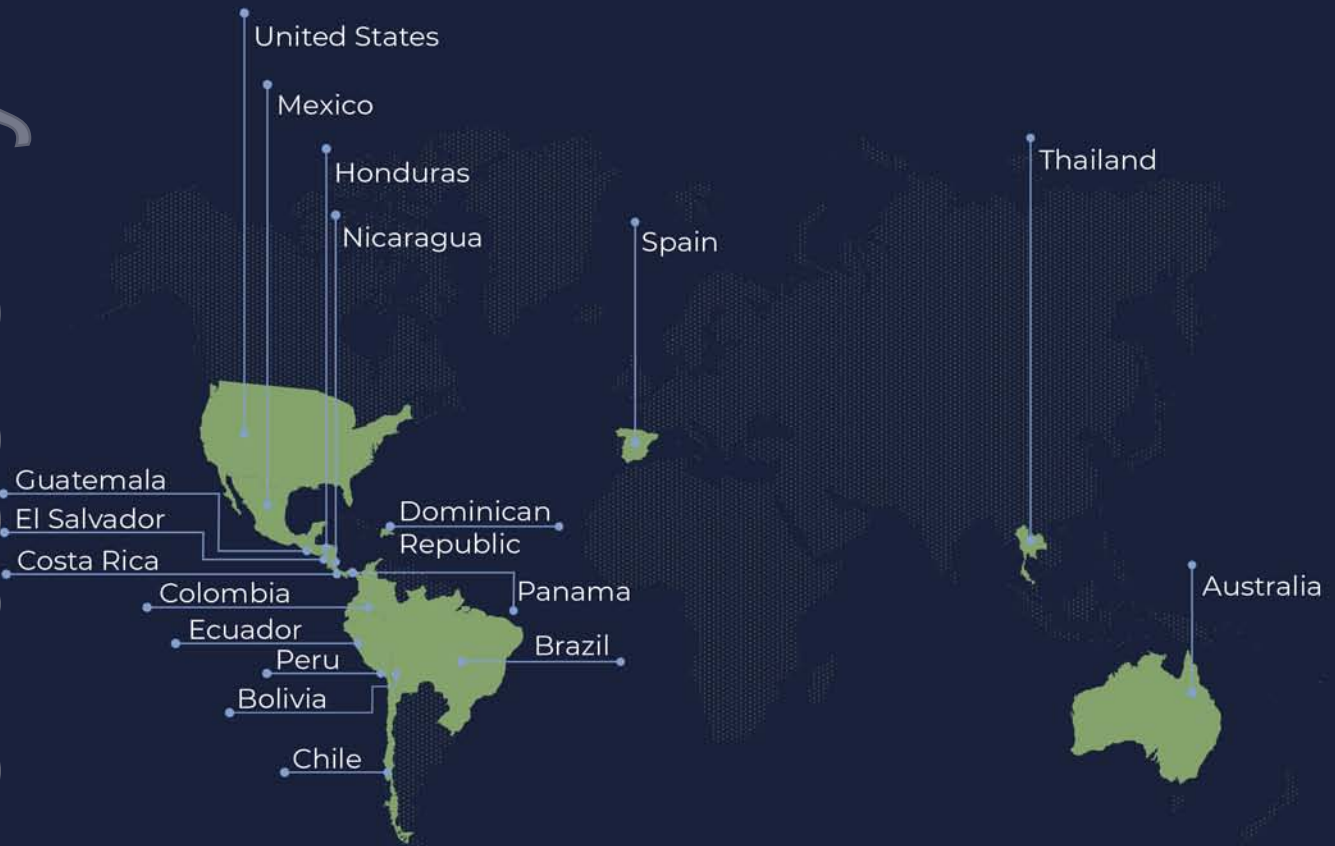 United States
Mexico
Honduras
Thailand
Nicaragua
Spain
Guatemala
El Salvador
Dominican
Republic
Costa Rica
Colombia
Panama
Australia
Ecuador
Brazil
Peru
Bolivia
Chile